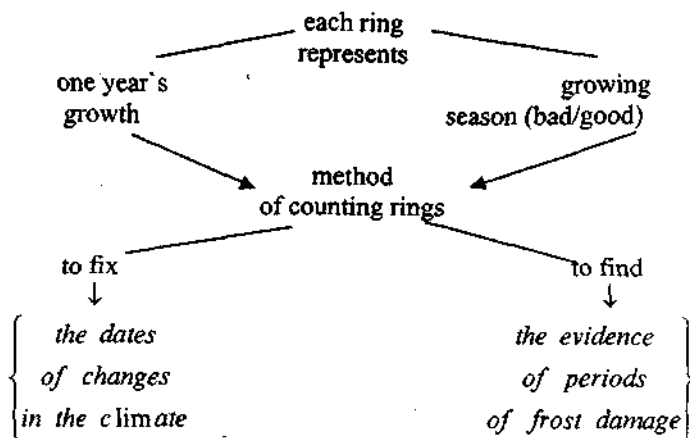 each ring
represents
one year`s
growth
growing
season (bad/good)
method
of counting rings
to fix
↓
the dates
of changes
in the climate
to find
↓
the evidence
of periods
of frost damage